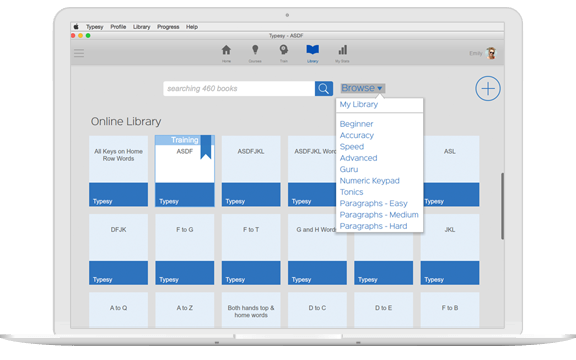 Typesy Profile Library Progress Help
Typesy - ASDF
Home
Courses
Train
Library
My Stats
Emily
searching 460 books
Browse
My Library
Beginner
Accuracy
Speed
Advanced
Guru
Numeric Keypad
Tonics
Paragraphs - Easy
Paragraphs - Medium
Paragraphs - Hard
Online Library
All Keys on Home
Row Words
Typesy
Training
ASDF
Typesy
ASDFJKL
Typesy
ASDFJKL Wor
Typesy
ASL
Typesy
DFJK
Typesy
F to G
Typesy
F to T
Typesy
G and H Word
Typesy
Typesy
JKL
Typesy
A to Q
A to Z
Both hands top &
home words
D to C
D to E
F to B